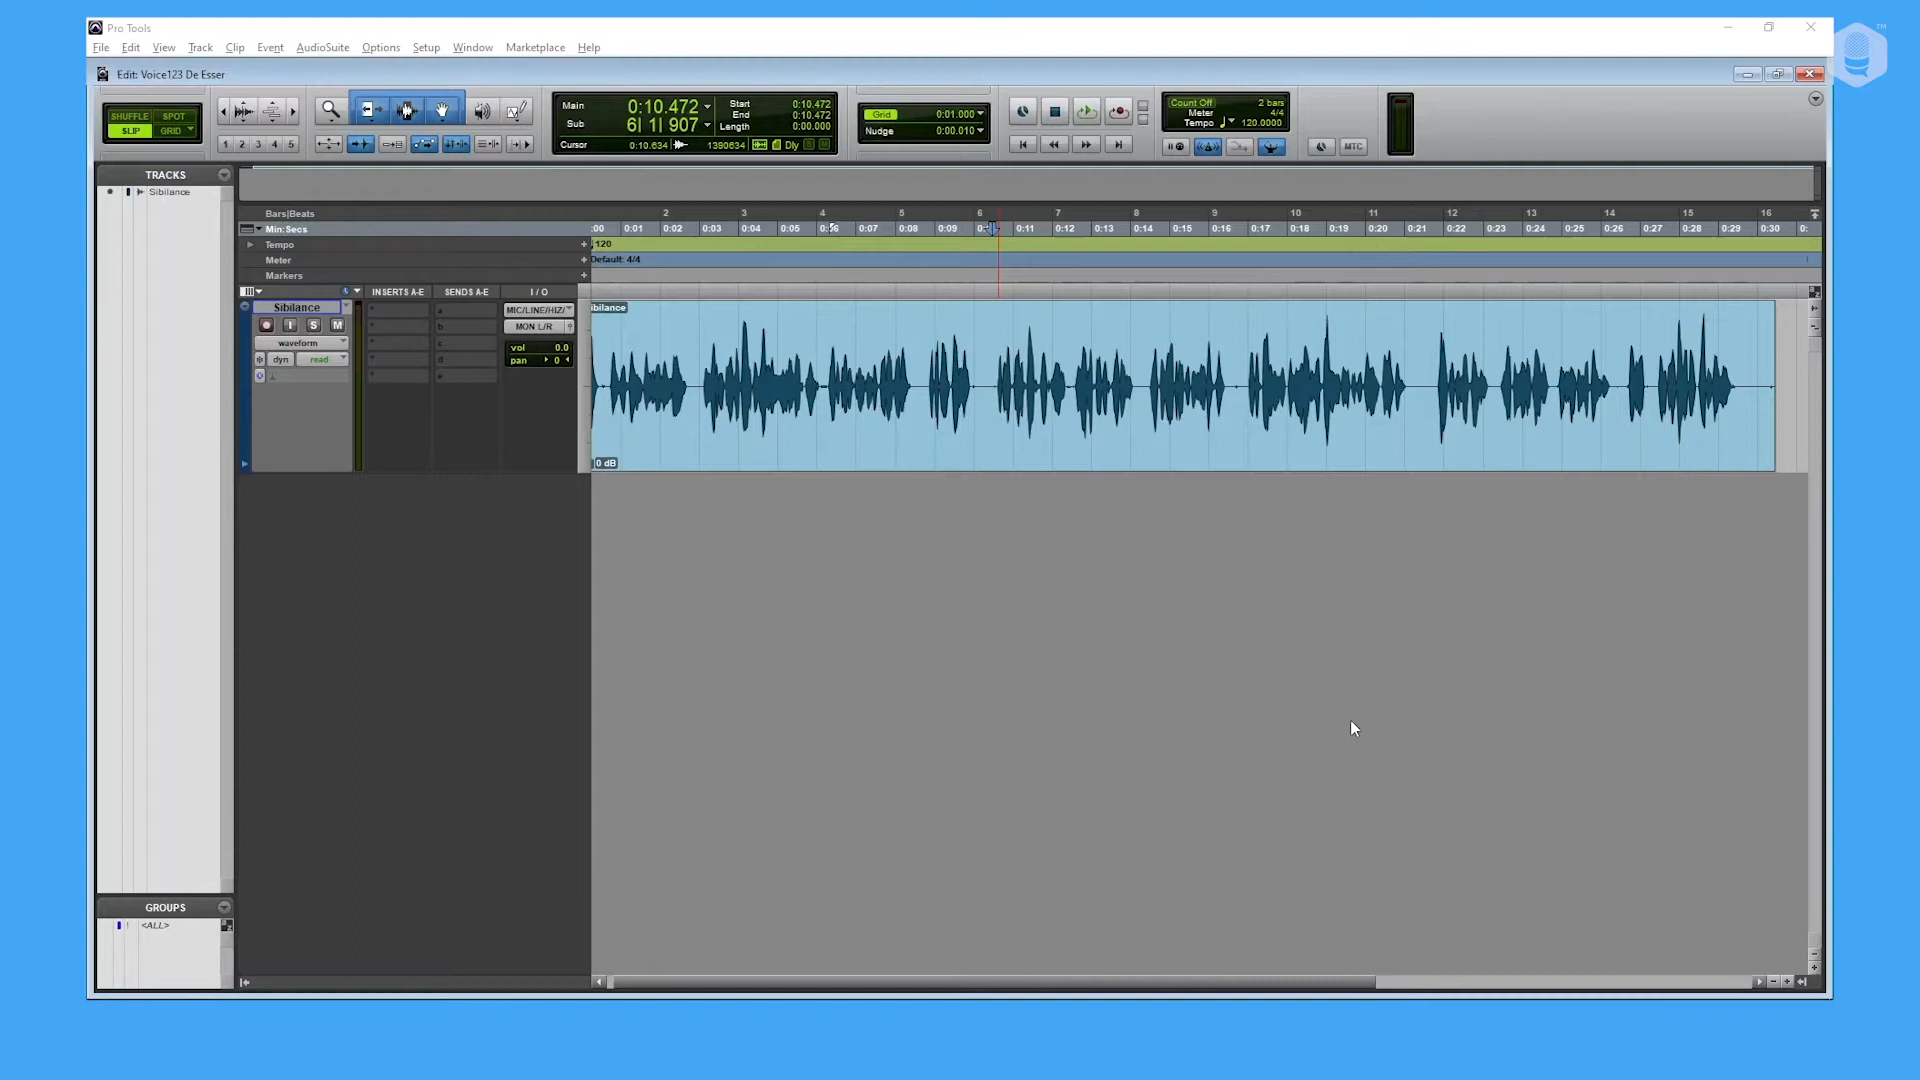 Pro Tools
File Edit View Track Clip Event AudioSuite Options Setup Window Marketplace Help
Edit: Voice123 De Esser
SHUFFLE SPOT
SLIP GRID
1 2 3 4 5
Main 0:10.472
Sub 6| 1| 907
Start 0:10.472
End 0:10.472
Length 0:00.000
Cursor 0:10.634 1390634 Dly
Grid 0:01.000
Nudge 0:00.010
Count Off 2 bars
Meter 4/4
Tempo 120.0000
MTC
TM
TRACKS
Sibilance
Bars|Beats 2 3 4 5 6 7 8 9 10 11 12 13 14 15 16
Min:Secs :00 0:01 0:02 0:03 0:04 0:05 0:06 0:07 0:08 0:09 0: 0:11 0:12 0:13 0:14 0:15 0:16 0:17 0:18 0:19 0:20 0:21 0:22 0:23 0:24 0:25 0:26 0:27 0:28 0:29 0:30 0:
Tempo 120
Meter Default: 4/4
Markers
INSERTS A-E SENDS A-E I / O
Sibilance a MIC/LINE/HIZ/ ibilance
I S M b MON L/R
waveform c vol 0.0
dyn read d pan 0
e
0 dB
GROUPS
! <ALL>